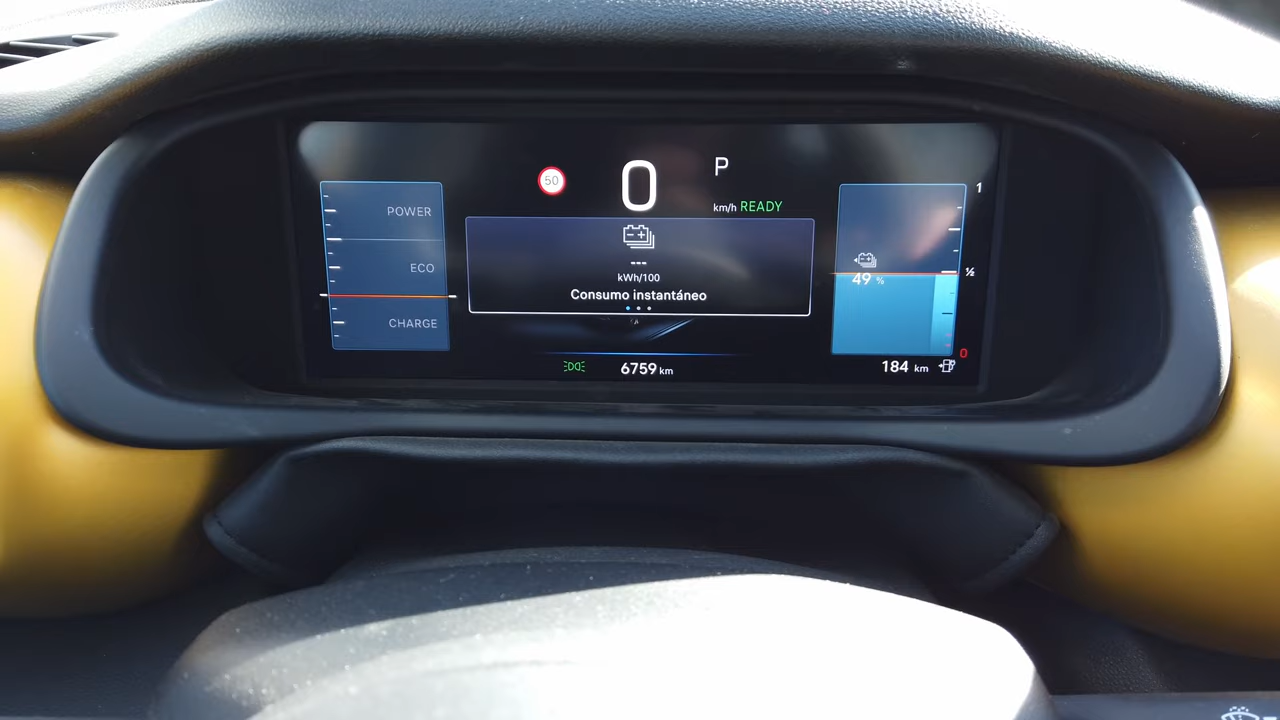 50
0
P
km/h READY
POWER
ECO
CHARGE
---
kWh/100
Consumo instantáneo
1
½
0
49 %
6759 km
184 km